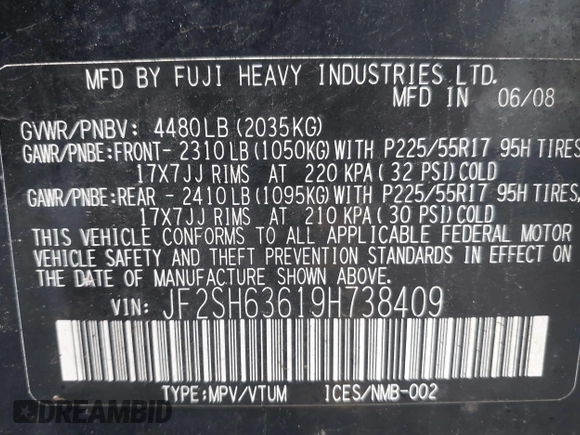 MFD BY FUJI HEAVY INDUSTRIES LTD.
MFD IN 06/08
GVWR/PNBV: 4480LB (2035KG)
GAWR/PNBE:FRONT- 2310LB (1050KG) WITH P225/55R17 95H TIRES
17X7JJ RIMS AT 220 KPA ( 32 PSI) COLD
GAWR/PNBE:REAR - 2410LB (1095KG) WITH P225/55R17 95H TIRES,
17X7JJ RIMS AT 210 KPA ( 30 PSI) COLD
THIS VEHICLE CONFORMS TO ALL APPLICABLE FEDERAL MOTOR
VEHICLE SAFETY AND THEFT PREVENTION STANDARDS IN EFFECT ON
THE DATE OF MANUFACTURE SHOWN ABOVE.
VIN: JF2SH63619H738409
TYPE:MPV/VTUM ICES/NMB-002
DREAMBID